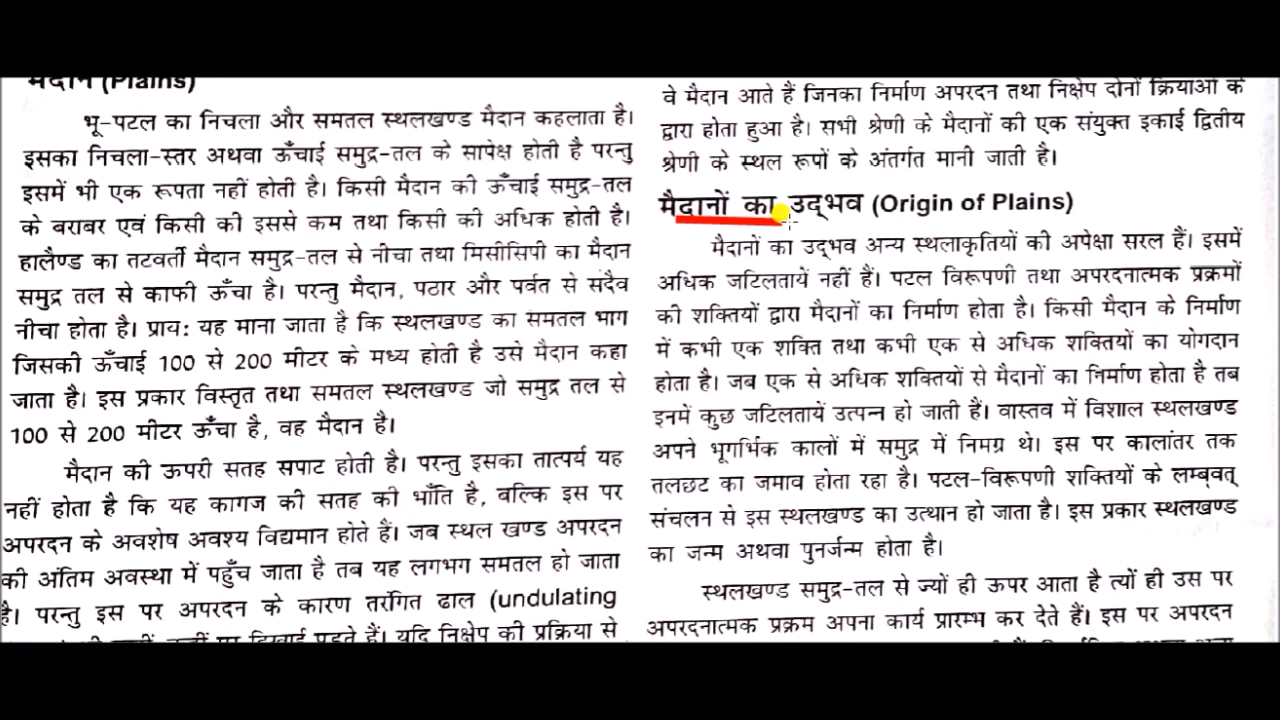 मैदान (Plains)
भू-पटल का निचला और समतल स्थलखण्ड मैदान कहलाता है।
इसका निचला-स्तर अथवा ऊँचाई समुद्र-तल के सापेक्ष होती है परन्तु
इसमें भी एक रूपता नहीं होती है। किसी मैदान की ऊँचाई समुद्र-तल
के बराबर एवं किसी की इससे कम तथा किसी की अधिक होती है।
हालैण्ड का तटवर्ती मैदान समुद्र-तल से नीचा तथा मिसीसिपी का मैदान
समुद्र तल से काफी ऊँचा है। परन्तु मैदान, पठार और पर्वत से सदैव
नीचा होता है। प्राय: यह माना जाता है कि स्थलखण्ड का समतल भाग
जिसकी ऊँचाई 100 से 200 मीटर के मध्य होती है उसे मैदान कहा
जाता है। इस प्रकार विस्तृत तथा समतल स्थलखण्ड जो समुद्र तल से
100 से 200 मीटर ऊँचा है, वह मैदान है।
मैदान की ऊपरी सतह सपाट होती है। परन्तु इसका तात्पर्य यह
नहीं होता है कि यह कागज की सतह की भाँति है, बल्कि इस पर
अपरदन के अवशेष अवश्य विद्यमान होते हैं। जब स्थल खण्ड अपरदन
की अंतिम अवस्था में पहुँच जाता है तब यह लगभग समतल हो जाता
है। परन्तु इस पर अपरदन के कारण तरंगित ढाल (undulating
पर दिखाई पड़ते हैं। यदि निक्षेप की प्रक्रिया से
वे मैदान आते हैं जिनका निर्माण अपरदन तथा निक्षेप दोनों क्रियाओं के
द्वारा होता हुआ है। सभी श्रेणी के मैदानों की एक संयुक्त इकाई द्वितीय
श्रेणी के स्थल रूपों के अंतर्गत मानी जाती है।
मैदानों का उद्भव (Origin of Plains)
मैदानों का उद्भव अन्य स्थलाकृतियों की अपेक्षा सरल हैं। इसमें
अधिक जटिलतायें नहीं हैं। पटल विरूपणी तथा अपरदनात्मक प्रक्रमों
की शक्तियों द्वारा मैदानों का निर्माण होता है। किसी मैदान के निर्माण
में कभी एक शक्ति तथा कभी एक से अधिक शक्तियों का योगदान
होता है। जब एक से अधिक शक्तियों से मैदानों का निर्माण होता है तब
इनमें कुछ जटिलतायें उत्पन्न हो जाती हैं। वास्तव में विशाल स्थलखण्ड
अपने भूगर्भिक कालों में समुद्र में निमग्र थे। इस पर कालांतर तक
तलछट का जमाव होता रहा है। पटल-विरूपणी शक्तियों के लम्बवत्
संचलन से इस स्थलखण्ड का उत्थान हो जाता है। इस प्रकार स्थलखण्ड
का जन्म अथवा पुनर्जन्म होता है।
स्थलखण्ड समुद्र-तल से ज्यों ही ऊपर आता है त्यों ही उस पर
अपरदनात्मक प्रक्रम अपना कार्य प्रारम्भ कर देते हैं। इस पर अपरदन